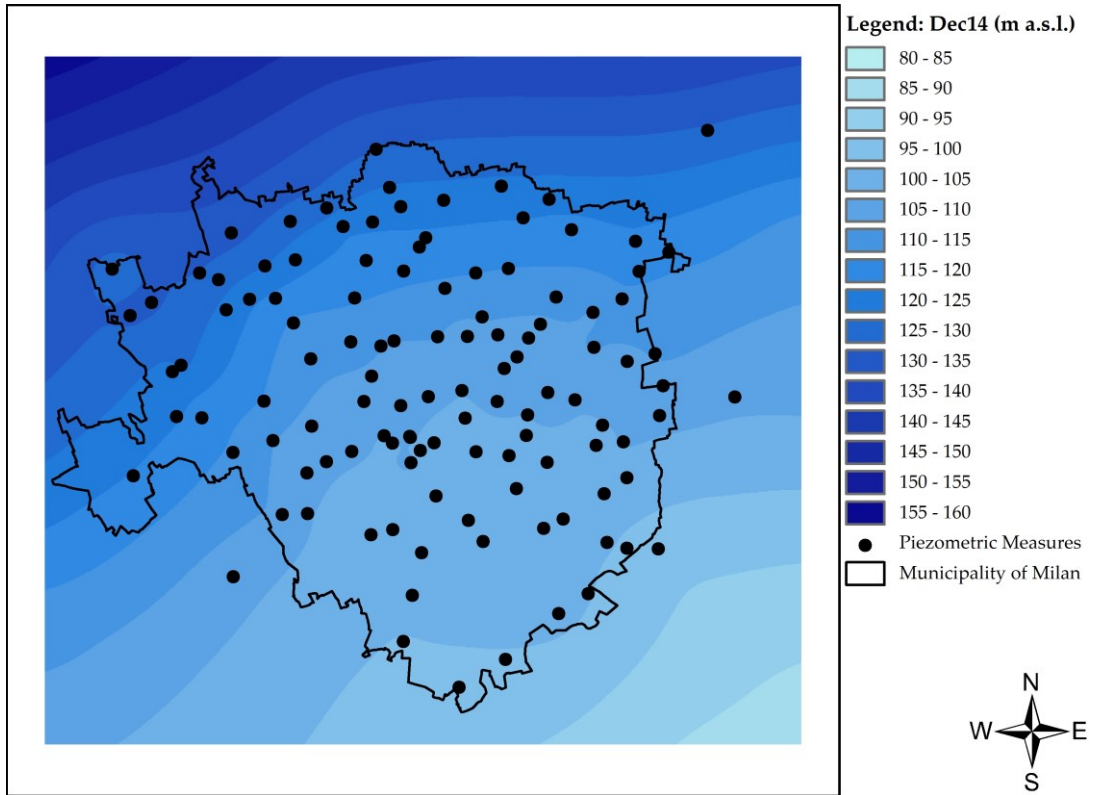 Legend: Dec14 (m a.s.l.)
80 - 85
85 - 90
90 - 95
95 - 100
100 - 105
105 - 110
110 - 115
115 - 120
120 - 125
125 - 130
130 - 135
135 - 140
140 - 145
145 - 150
150 - 155
155 - 160
Piezometric Measures
Municipality of Milan
N
W E
S